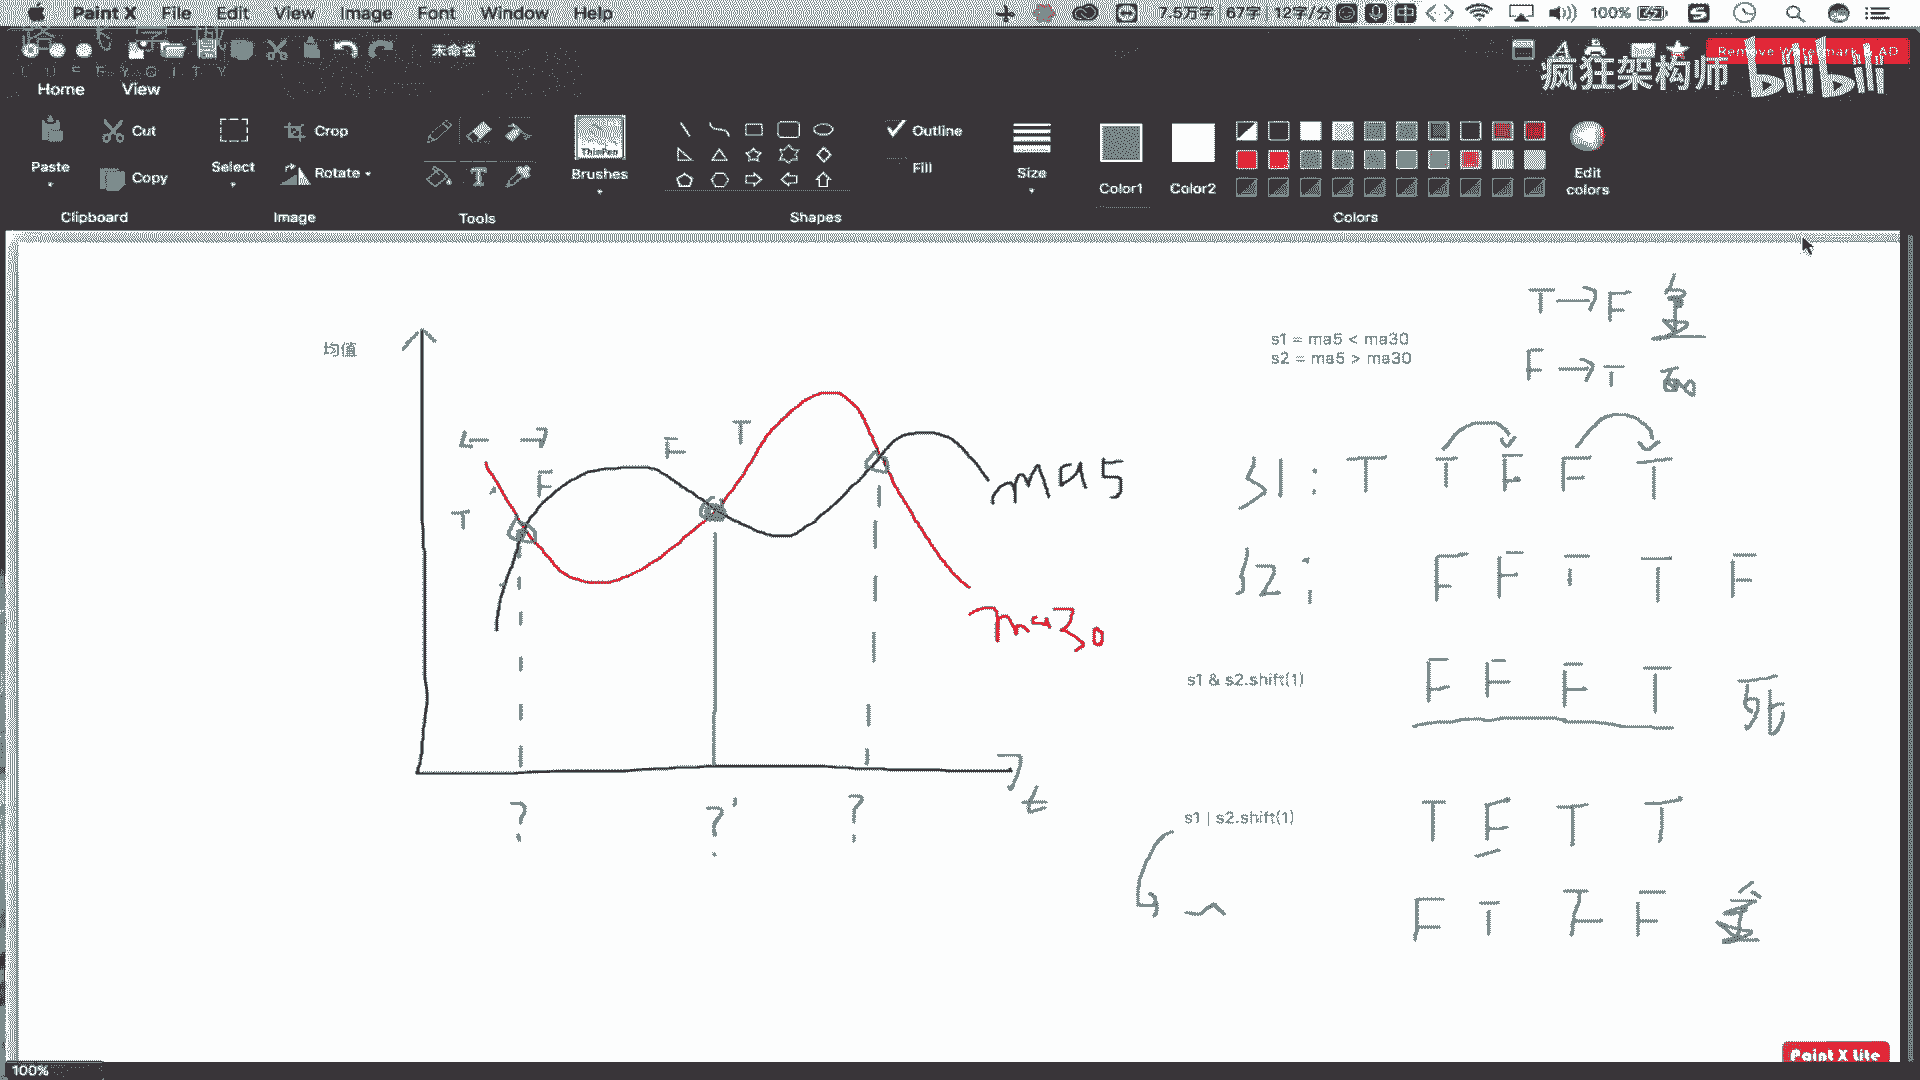 Paint X File Edit View Image Font Window Help 7.5万字 67字 12字/分 中 100%
未命名
Remove Watermark & AD
疯狂架构师 bilibili
Home View
Paste Cut Copy Select Crop Rotate ThinPen Brushes Outline Fill Size Color1 Color2 Edit colors
Clipboard Image Tools Shapes Colors
均值
s1 = ma5 < ma30
s2 = ma5 > ma30
T → F 金
F → T 死
← →
T F F T
ma5
ma30
t
? ?' ?
S1: T T F F T
S2: F F T T F
s1 & s2.shift(1) F F F T 死
s1 | s2.shift(1) T F T T
~ F T F F 金
100%
Paint X Lite